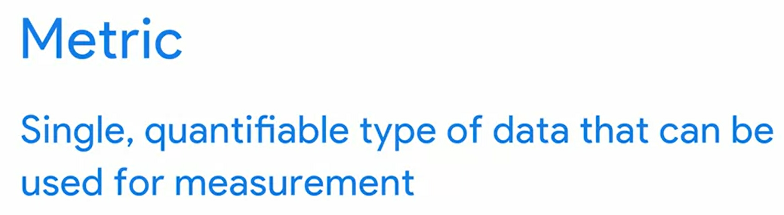 Metric
Single, quantifiable type of data that can be
used for measurement